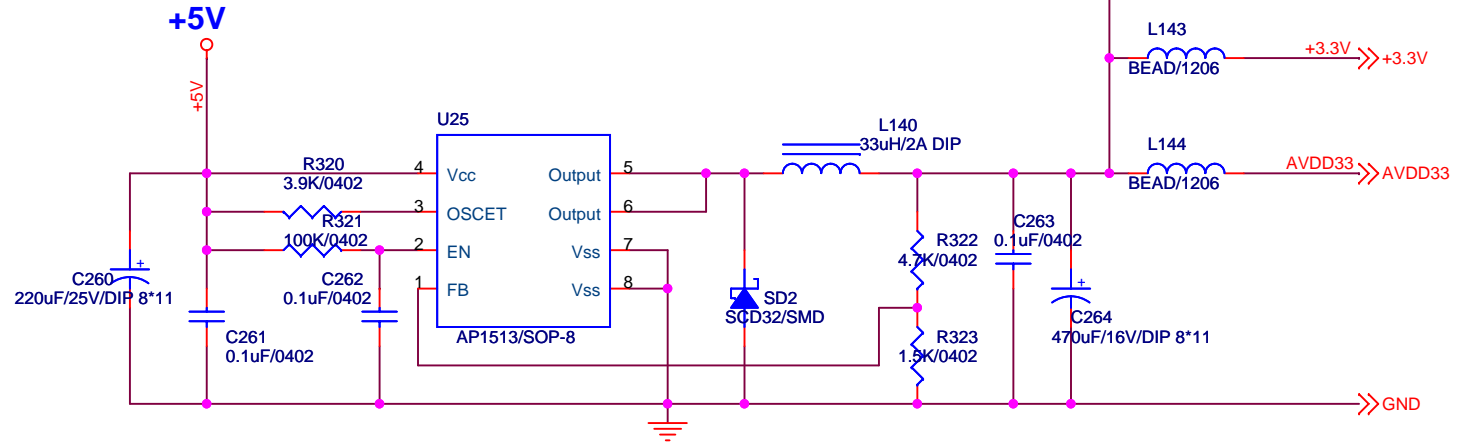 +5V
+5V
L143
BEAD/1206
+3.3V
+3.3V
U25
L140
33uH/2A DIP
L144
BEAD/1206
AVDD33
AVDD33
R320
3.9K/0402
4
Vcc
Output
5
3
OSCET
Output
6
R321
100K/0402
2
EN
Vss
7
1
FB
Vss
8
AP1513/SOP-8
C260
+
220uF/25V/DIP 8*11
C262
0.1uF/0402
C261
0.1uF/0402
SD2
SCD32/SMD
R322
4.7K/0402
C263
0.1uF/0402
R323
1.5K/0402
+
C264
470uF/16V/DIP 8*11
GND